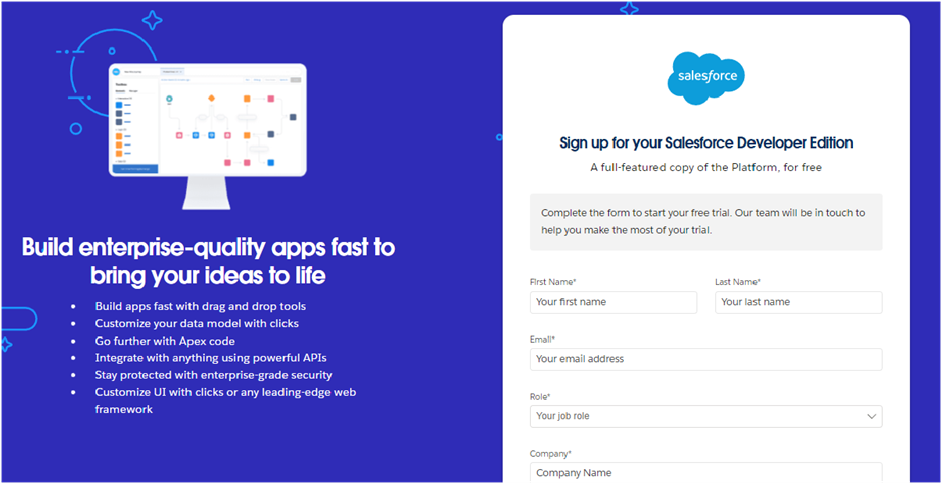 Build enterprise-quality apps fast to
bring your ideas to life
Build apps fast with drag and drop tools
Customize your data model with clicks
Go further with Apex code
Integrate with anything using powerful APIs
Stay protected with enterprise-grade security
Customize UI with clicks or any leading-edge web
framework
salesforce
Sign up for your Salesforce Developer Edition
A full-featured copy of the Platform, for free
Complete the form to start your free trial. Our team will be in touch to
help you make the most of your trial.
First Name* Last Name*
Your first name Your last name
Email*
Your email address
Role*
Your job role
Company*
Company Name